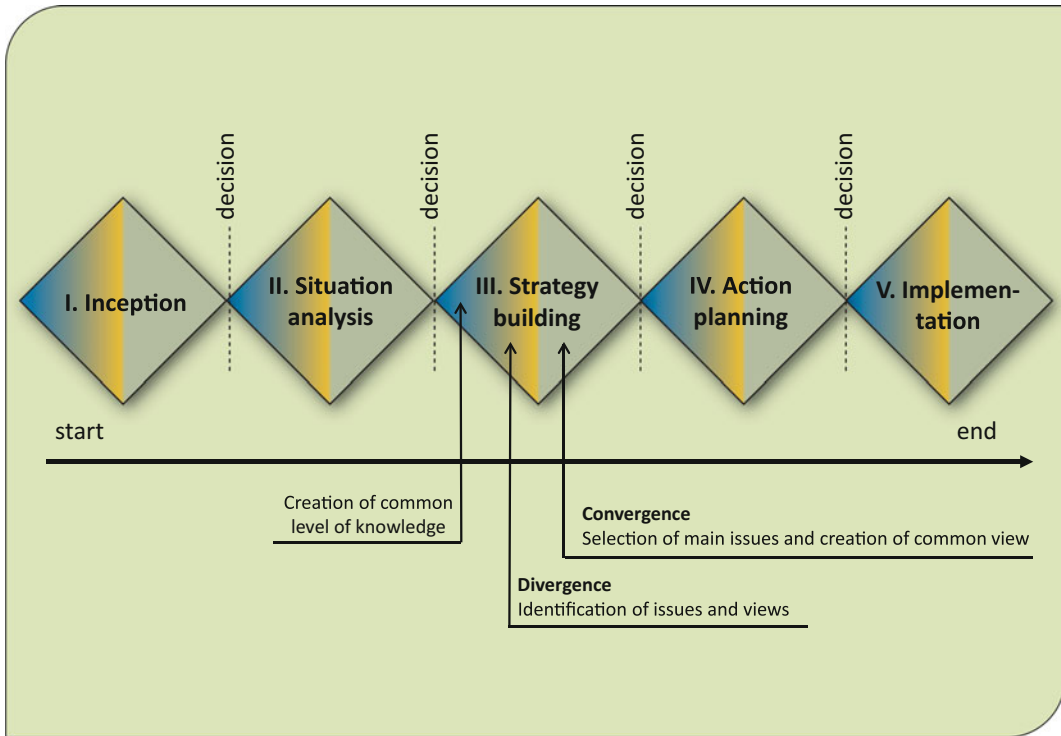 decision
decision
decision
decision
I. Inception
II. Situation
analysis
III. Strategy
building
IV. Action
planning
V. Implemen-
tation
start
end
Creation of common
level of knowledge
Convergence
Selection of main issues and creation of common view
Divergence
Identification of issues and views